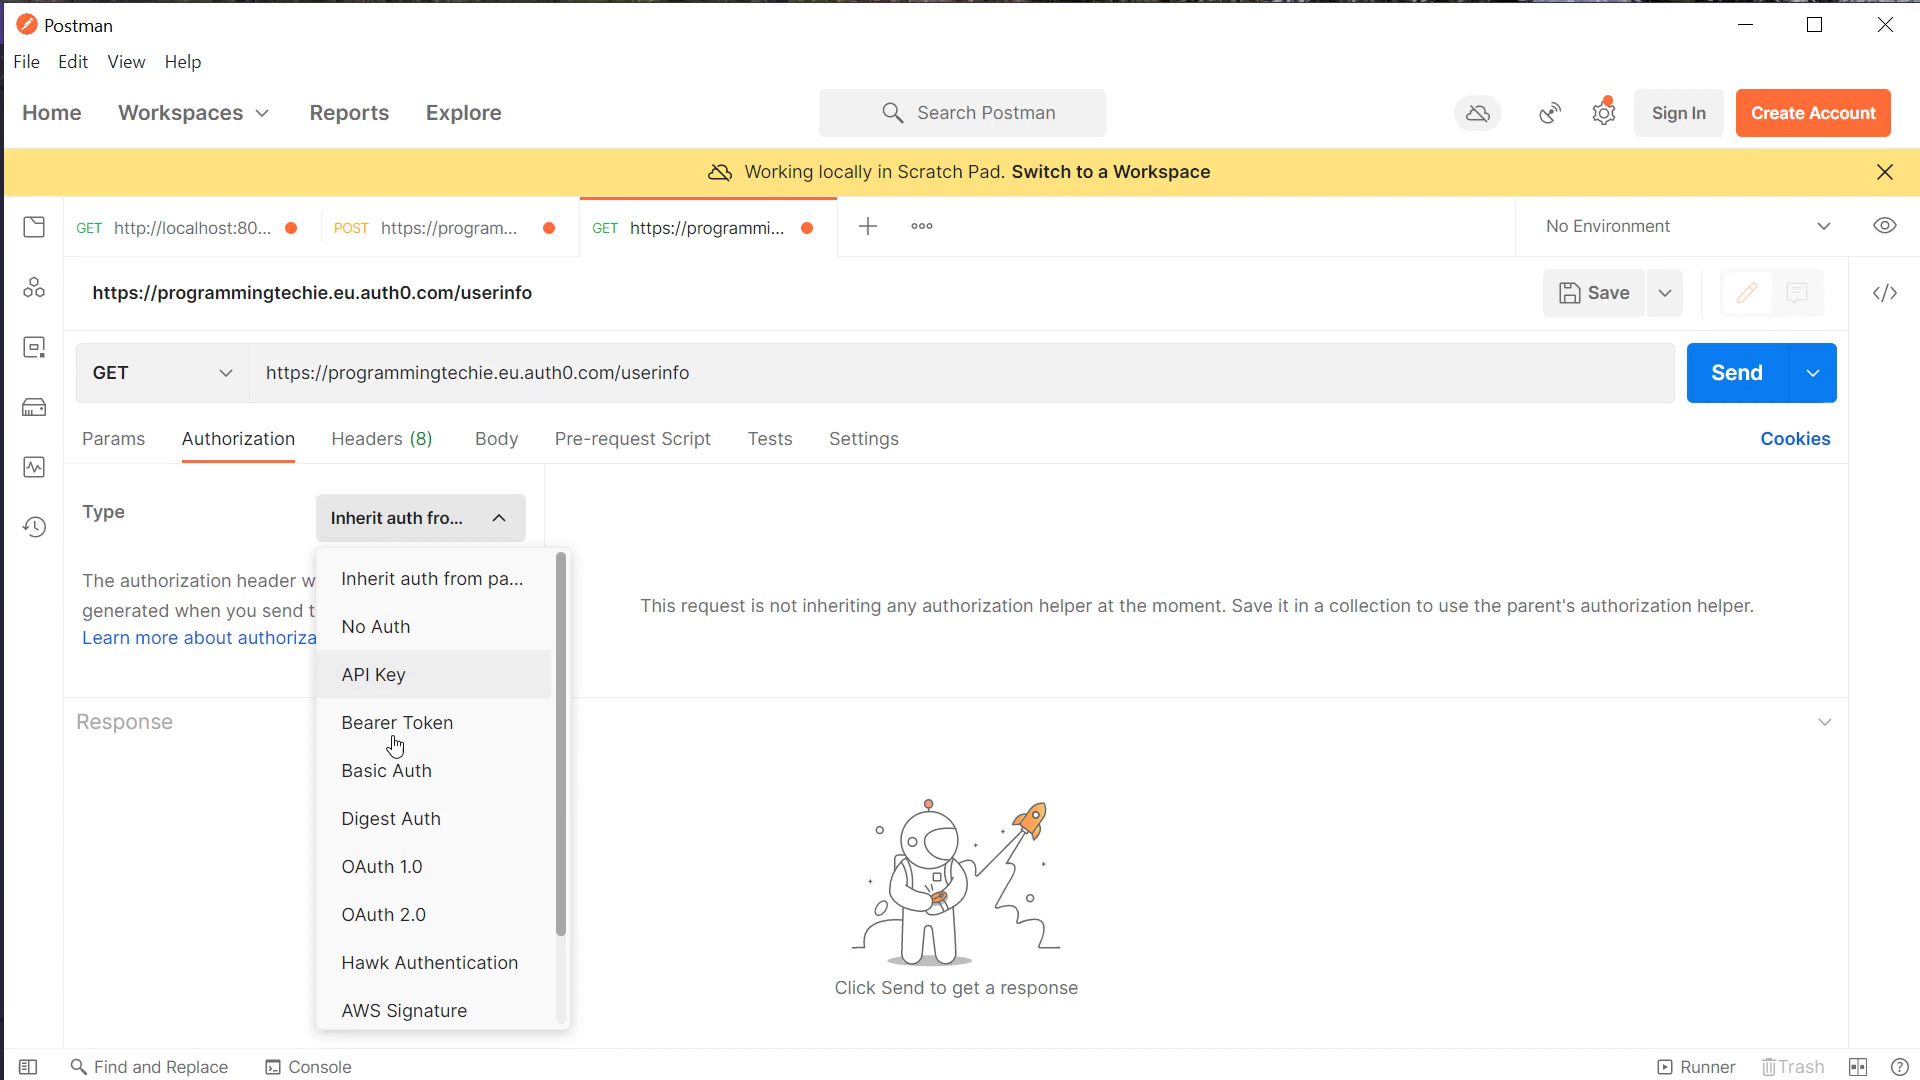 Postman
File Edit View Help
Home Workspaces Reports Explore Search Postman Sign In Create Account
Working locally in Scratch Pad. Switch to a Workspace
GET http://localhost:80... POST https://program... GET https://programmi... No Environment
https://programmingtechie.eu.auth0.com/userinfo Save
GET https://programmingtechie.eu.auth0.com/userinfo Send
Params Authorization Headers (8) Body Pre-request Script Tests Settings Cookies
Type Inherit auth fro...
The authorization header w
generated when you send t
Learn more about authoriza
Inherit auth from pa...
No Auth
API Key
Bearer Token
Basic Auth
Digest Auth
OAuth 1.0
OAuth 2.0
Hawk Authentication
AWS Signature
This request is not inheriting any authorization helper at the moment. Save it in a collection to use the parent's authorization helper.
Response
Click Send to get a response
Find and Replace Console Runner Trash